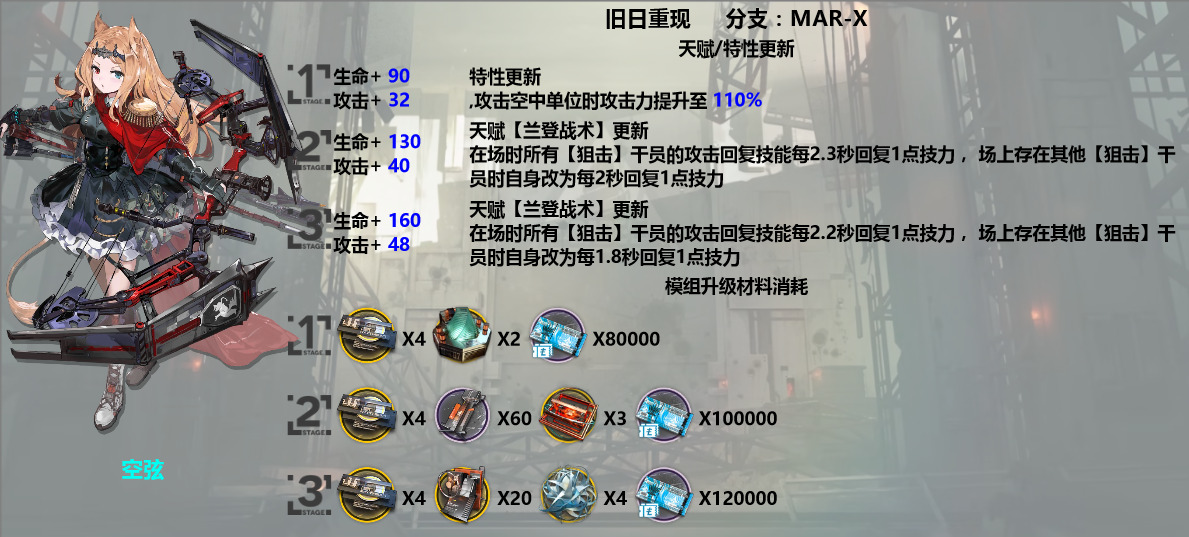 旧日重现 分支：MAR-X
天赋/特性更新
1 STAGE.
生命+ 90
攻击+ 32
特性更新
,攻击空中单位时攻击力提升至 110%
2 STAGE.
生命+ 130
攻击+ 40
天赋【兰登战术】更新
在场时所有【狙击】干员的攻击回复技能每2.3秒回复1点技力 ，场上存在其他【狙击】干
员时自身改为每2秒回复1点技力
3 STAGE.
生命+ 160
攻击+ 48
天赋【兰登战术】更新
在场时所有【狙击】干员的攻击回复技能每2.2秒回复1点技力 ，场上存在其他【狙击】干
员时自身改为每1.8秒回复1点技力
模组升级材料消耗
1 STAGE. X4 X2 X80000
2 STAGE. X4 X60 X3 X100000
空弦
3 STAGE. X4 X20 X4 X120000